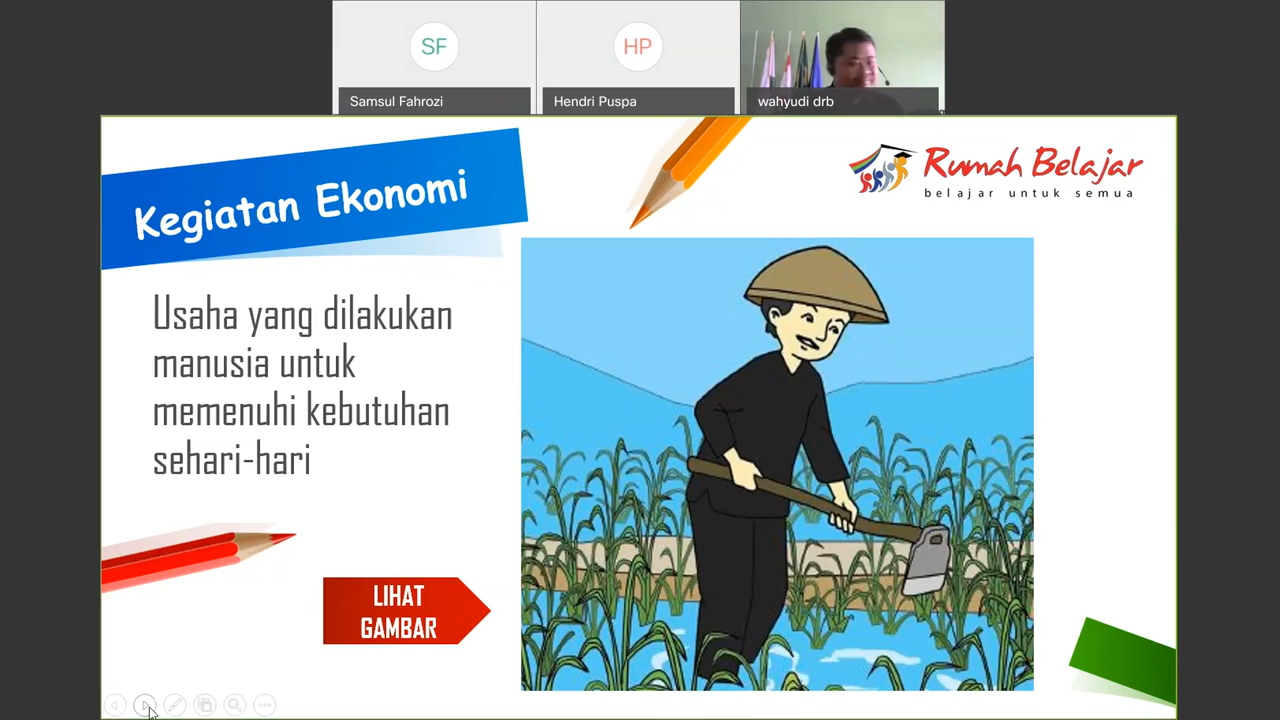 SF
HP
Samsul Fahrozi
Hendri Puspa
wahyudi drb
Kegiatan Ekonomi
Rumah Belajar
belajar untuk semua
Usaha yang dilakukan
manusia untuk
memenuhi kebutuhan
sehari-hari
LIHAT
GAMBAR